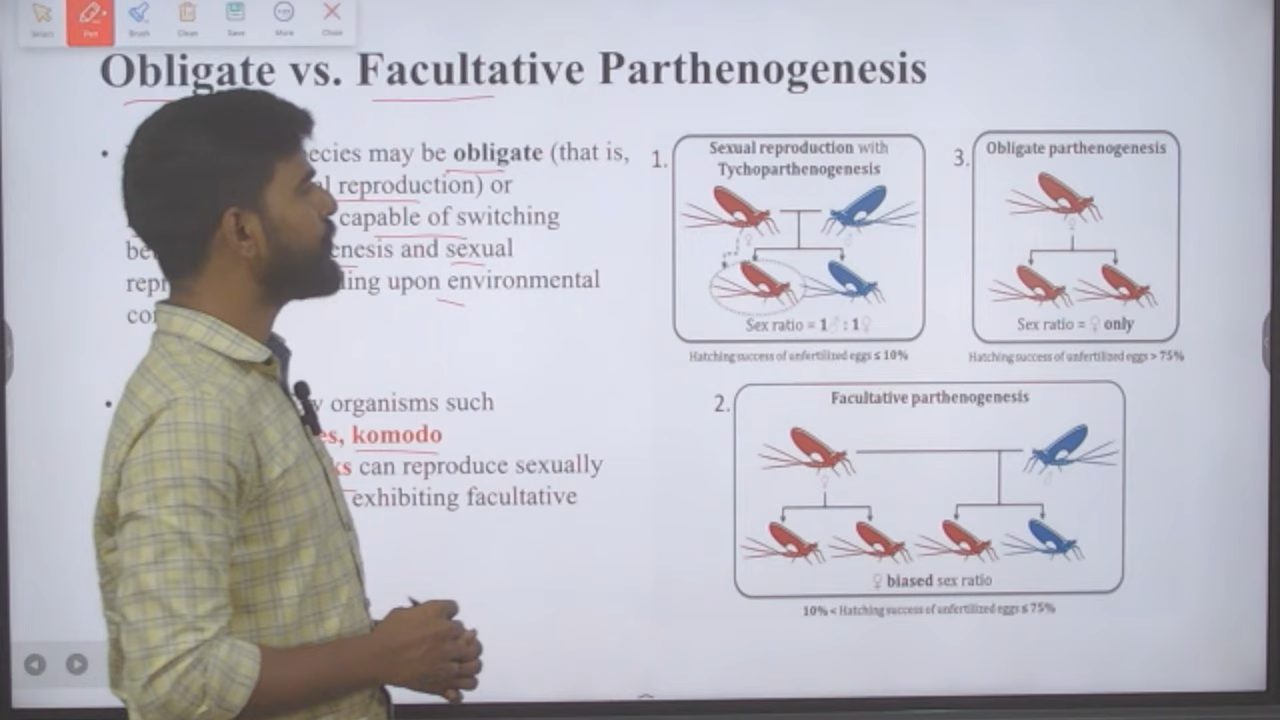 Select Pen Brush Clean Save More Close
Obligate vs. Facultative Parthenogenesis
• ecies may be obligate (that is,
l reproduction) or
capable of switching
be enesis and sexual
repr ding upon environmental
co
• y organisms such
es, komodo
ks can reproduce sexually
exhibiting facultative
1.
Sexual reproduction with
Tychoparthenogenesis
♀ ♂
Sex ratio = 1♂ : 1♀
Hatching success of unfertilized eggs ≤ 10%
3.
Obligate parthenogenesis
♀
Sex ratio = ♀ only
Hatching success of unfertilized eggs > 75%
2.
Facultative parthenogenesis
♀ ♂
♀ biased sex ratio
10% < Hatching success of unfertilized eggs ≤ 75%